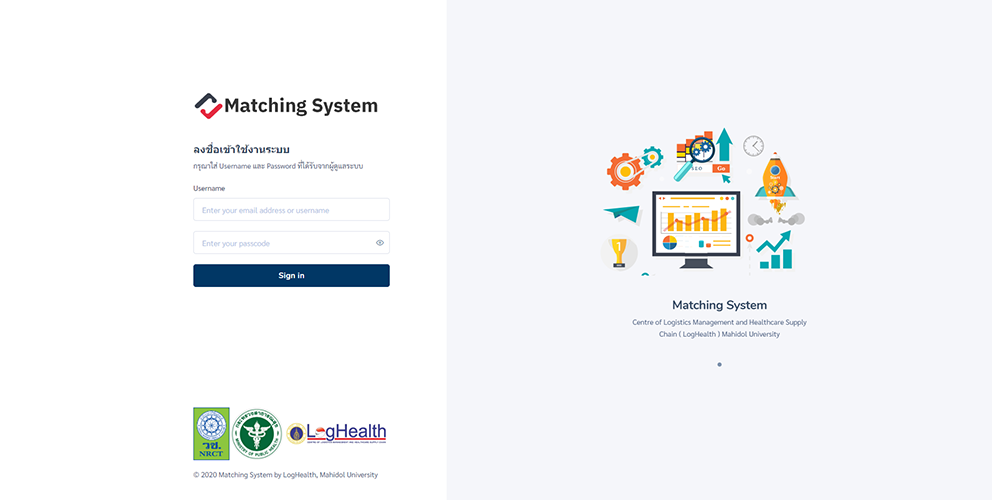 Matching System
ลงชื่อเข้าใช้งานระบบ
กรุณาใส่ Username และ Password ที่ได้รับจากผู้ดูแลระบบ
Username
Enter your email address or username
Enter your passcode
Sign in
วช.
NRCT
MINISTRY OF PUBLIC HEALTH
LogHealth
© 2020 Matching System by LogHealth, Mahidol University
SEO
Go
1
Matching System
Centre of Logistics Management and Healthcare Supply
Chain ( LogHealth ) Mahidol University